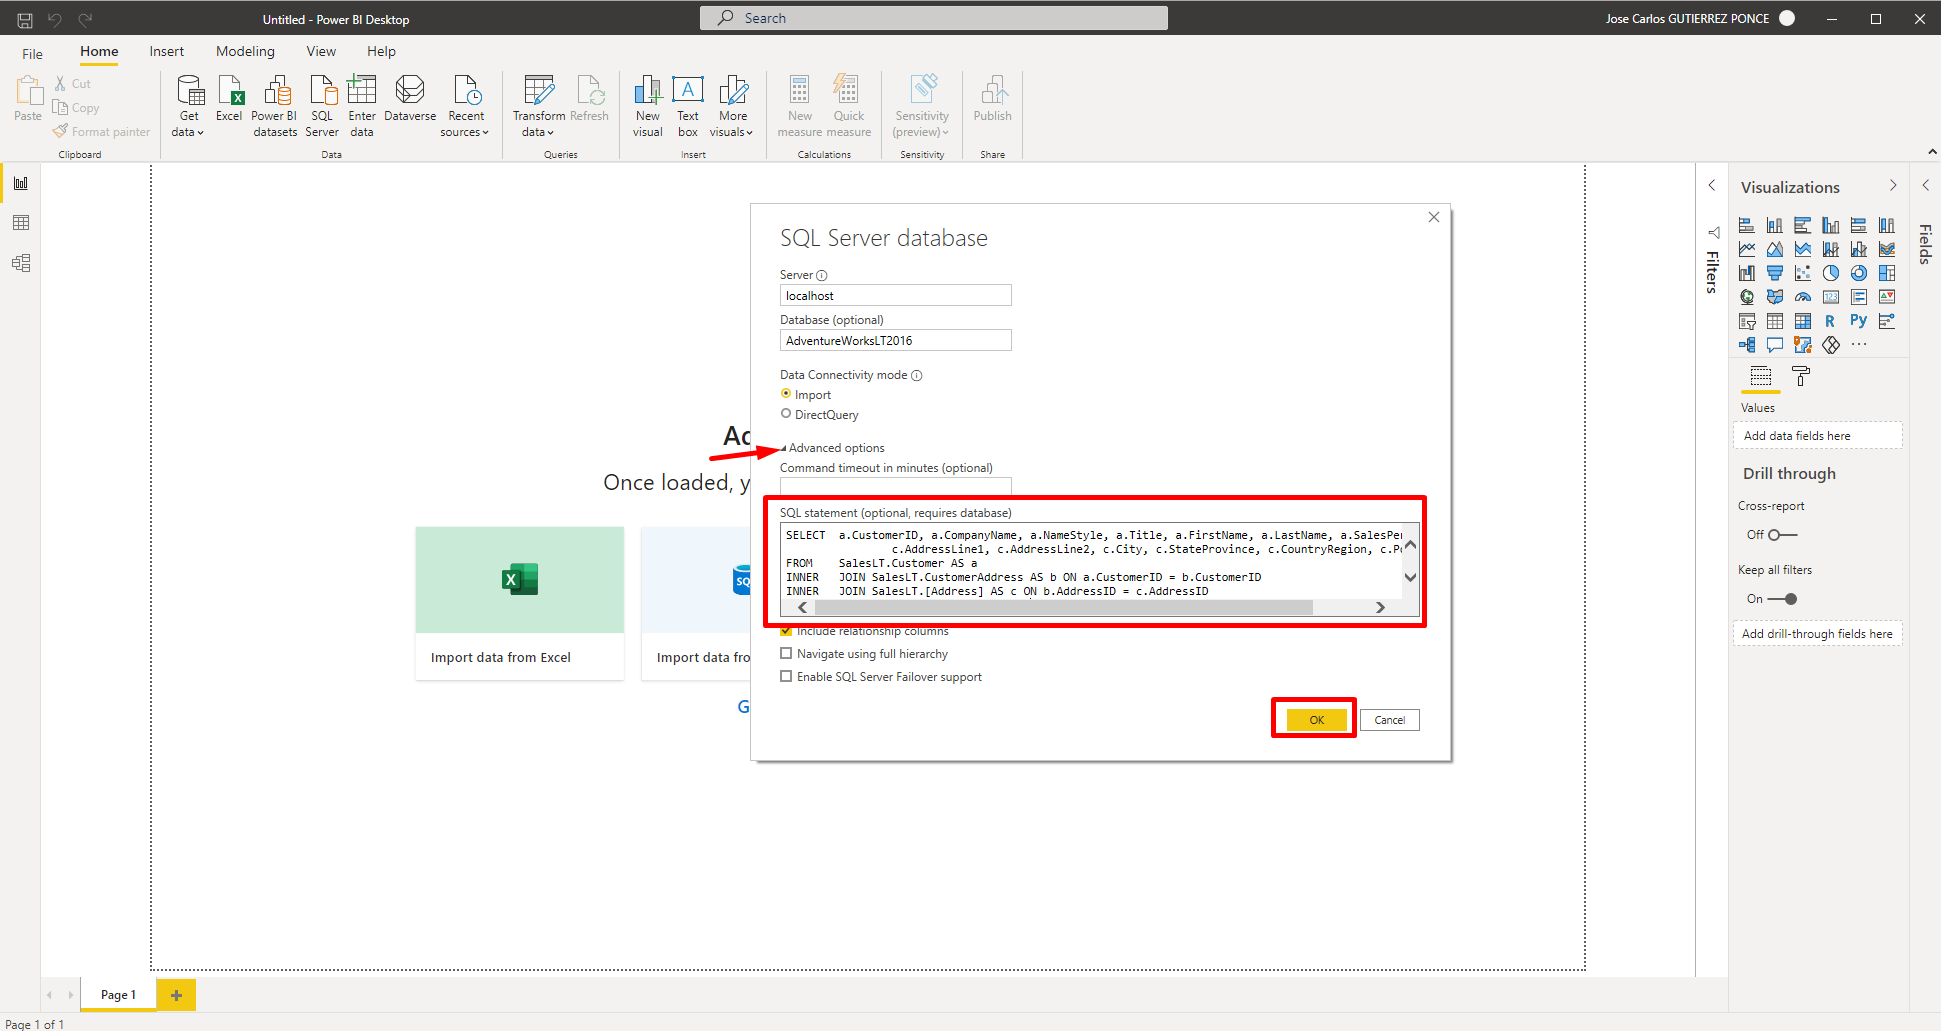 Untitled - Power BI Desktop
Search
Jose Carlos GUTIERREZ PONCE
File
Home
Insert
Modeling
View
Help
Paste
Cut
Copy
Format painter
Clipboard
Get data
Excel
Power BI datasets
SQL Server
Enter data
Dataverse
Recent sources
Data
Transform data
Refresh
Queries
New visual
Text box
More visuals
Insert
New measure
Quick measure
Calculations
Sensitivity (preview)
Sensitivity
Publish
Share
SQL Server database
Server
localhost
Database (optional)
AdventureWorksLT2016
Data Connectivity mode
Import
DirectQuery
Advanced options
Command timeout in minutes (optional)
SQL statement (optional, requires database)
SELECT  a.CustomerID, a.CompanyName, a.NameStyle, a.Title, a.FirstName, a.LastName, a.SalesPe
c.AddressLine1, c.AddressLine2, c.City, c.StateProvince, c.CountryRegion, c.P
FROM    SalesLT.Customer AS a
INNER   JOIN SalesLT.CustomerAddress AS b ON a.CustomerID = b.CustomerID
INNER   JOIN SalesLT.[Address] AS c ON b.AddressID = c.AddressID
Include relationship columns
Navigate using full hierarchy
Enable SQL Server Failover support
OK
Cancel
Once loaded, y
X
SQ
Import data from Excel
Import data fro
G
Filters
Visualizations
123
R
Py
Values
Add data fields here
Drill through
Cross-report
Off
Keep all filters
On
Add drill-through fields here
Fields
Page 1
Page 1 of 1